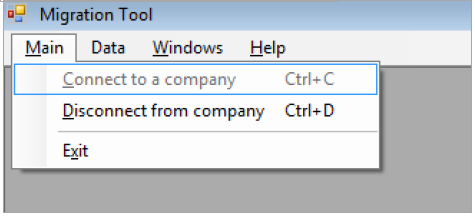 Migration Tool
Main Data Windows Help
Connect to a company Ctrl+C
Disconnect from company Ctrl+D
Exit